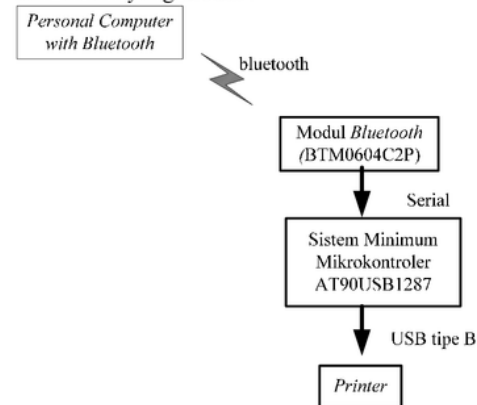 Personal Computer
with Bluetooth
bluetooth
Modul Bluetooth
(BTM0604C2P)
Serial
Sistem Minimum
Mikrokontroler
AT90USB1287
USB tipe B
Printer